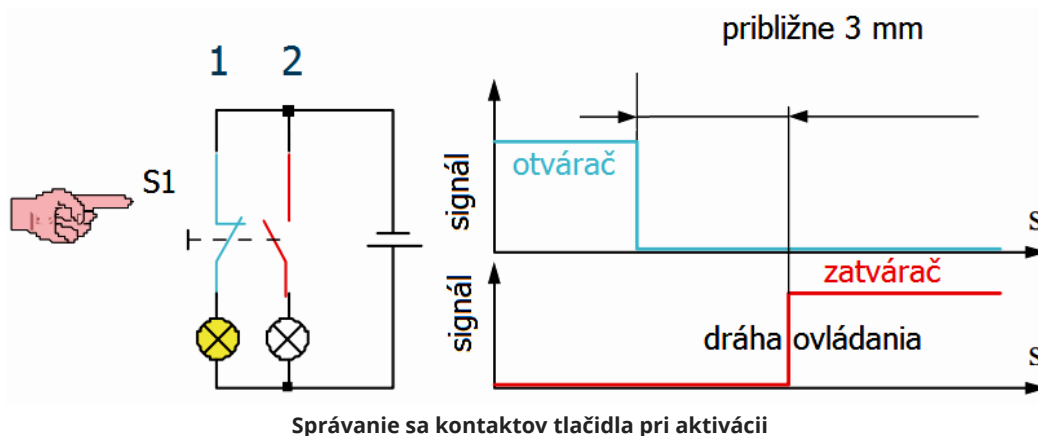 približne 3 mm
1 2
S1
signál
otvárač
s
zatvárač
signál
dráha ovládania
s
Správanie sa kontaktov tlačidla pri aktivácii